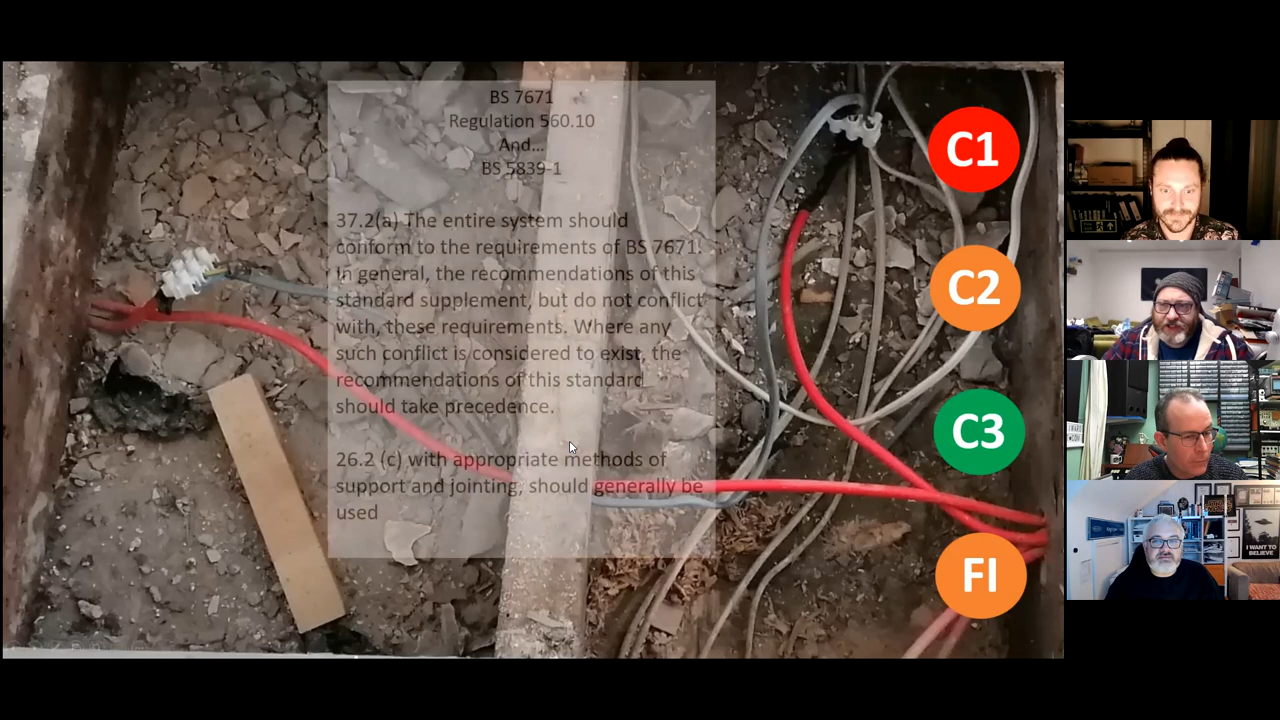 BS 7671
Regulation 560.10
And...
BS 5839-1
37.2(a) The entire system should
conform to the requirements of BS 7671.
In general, the recommendations of this
standard supplement, but do not conflict
with, these requirements. Where any
such conflict is considered to exist, the
recommendations of this standard
should take precedence.
26.2 (c) with appropriate methods of
support and jointing, should generally be
used
C1
C2
C3
FI
I WANT TO
BELIEVE